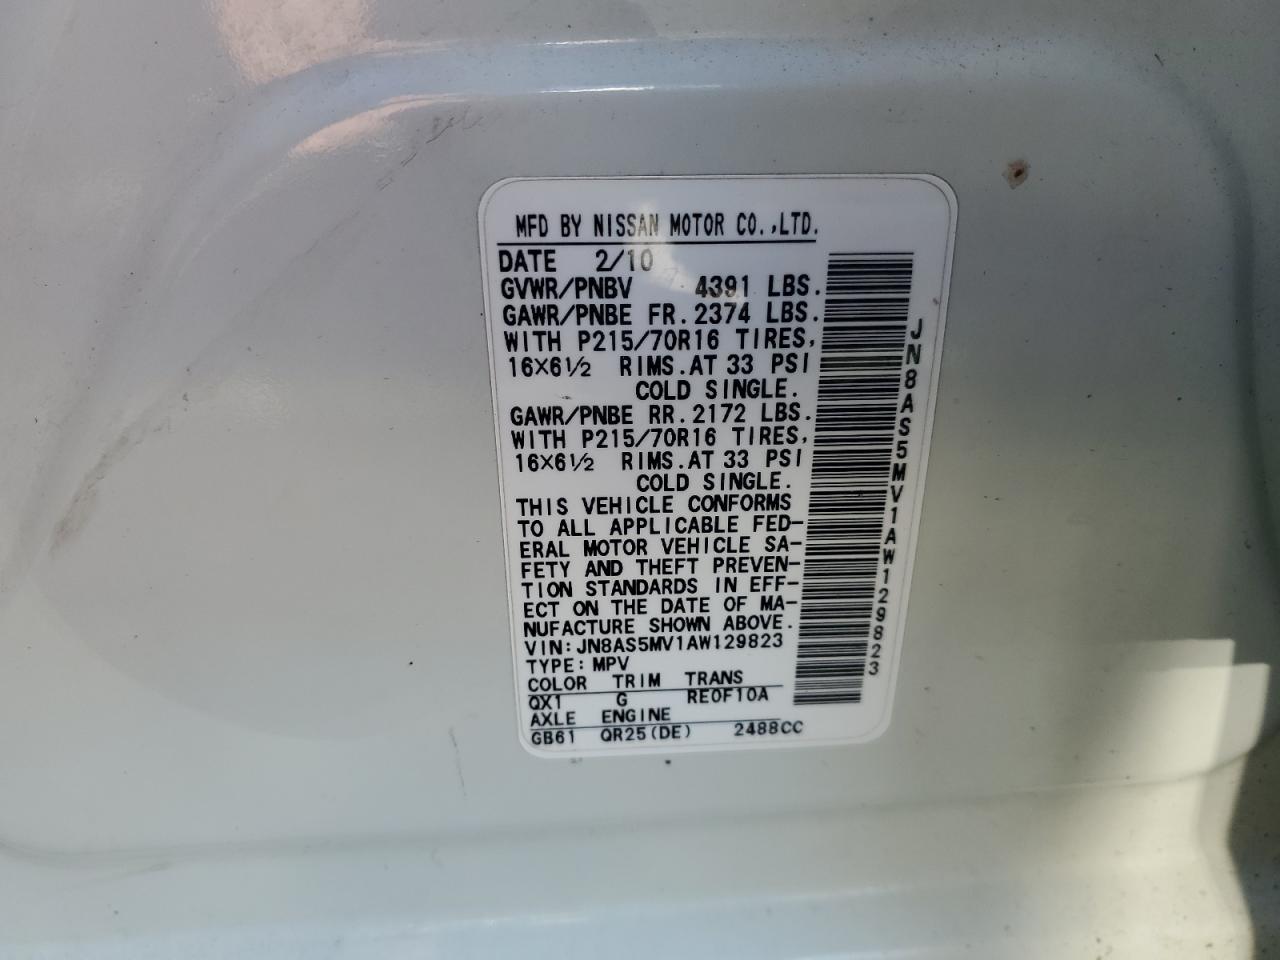 MFD BY NISSAN MOTOR CO.,LTD.
DATE 2/10
GVWR/PNBV 4391 LBS.
GAWR/PNBE FR.2374 LBS.
WITH P215/70R16 TIRES,
16×6½ RIMS.AT 33 PSI
COLD SINGLE.
GAWR/PNBE RR.2172 LBS.
WITH P215/70R16 TIRES,
16×6½ RIMS.AT 33 PSI
COLD SINGLE.
THIS VEHICLE CONFORMS
TO ALL APPLICABLE FED-
ERAL MOTOR VEHICLE SA-
FETY AND THEFT PREVEN-
TION STANDARDS IN EFF-
ECT ON THE DATE OF MA-
NUFACTURE SHOWN ABOVE.
VIN:JN8AS5MV1AW129823
TYPE:MPV
COLOR TRIM TRANS
QX1 G RE0F10A
AXLE ENGINE
GB61 QR25(DE) 2488CC
JN8AS5MV1AW129823